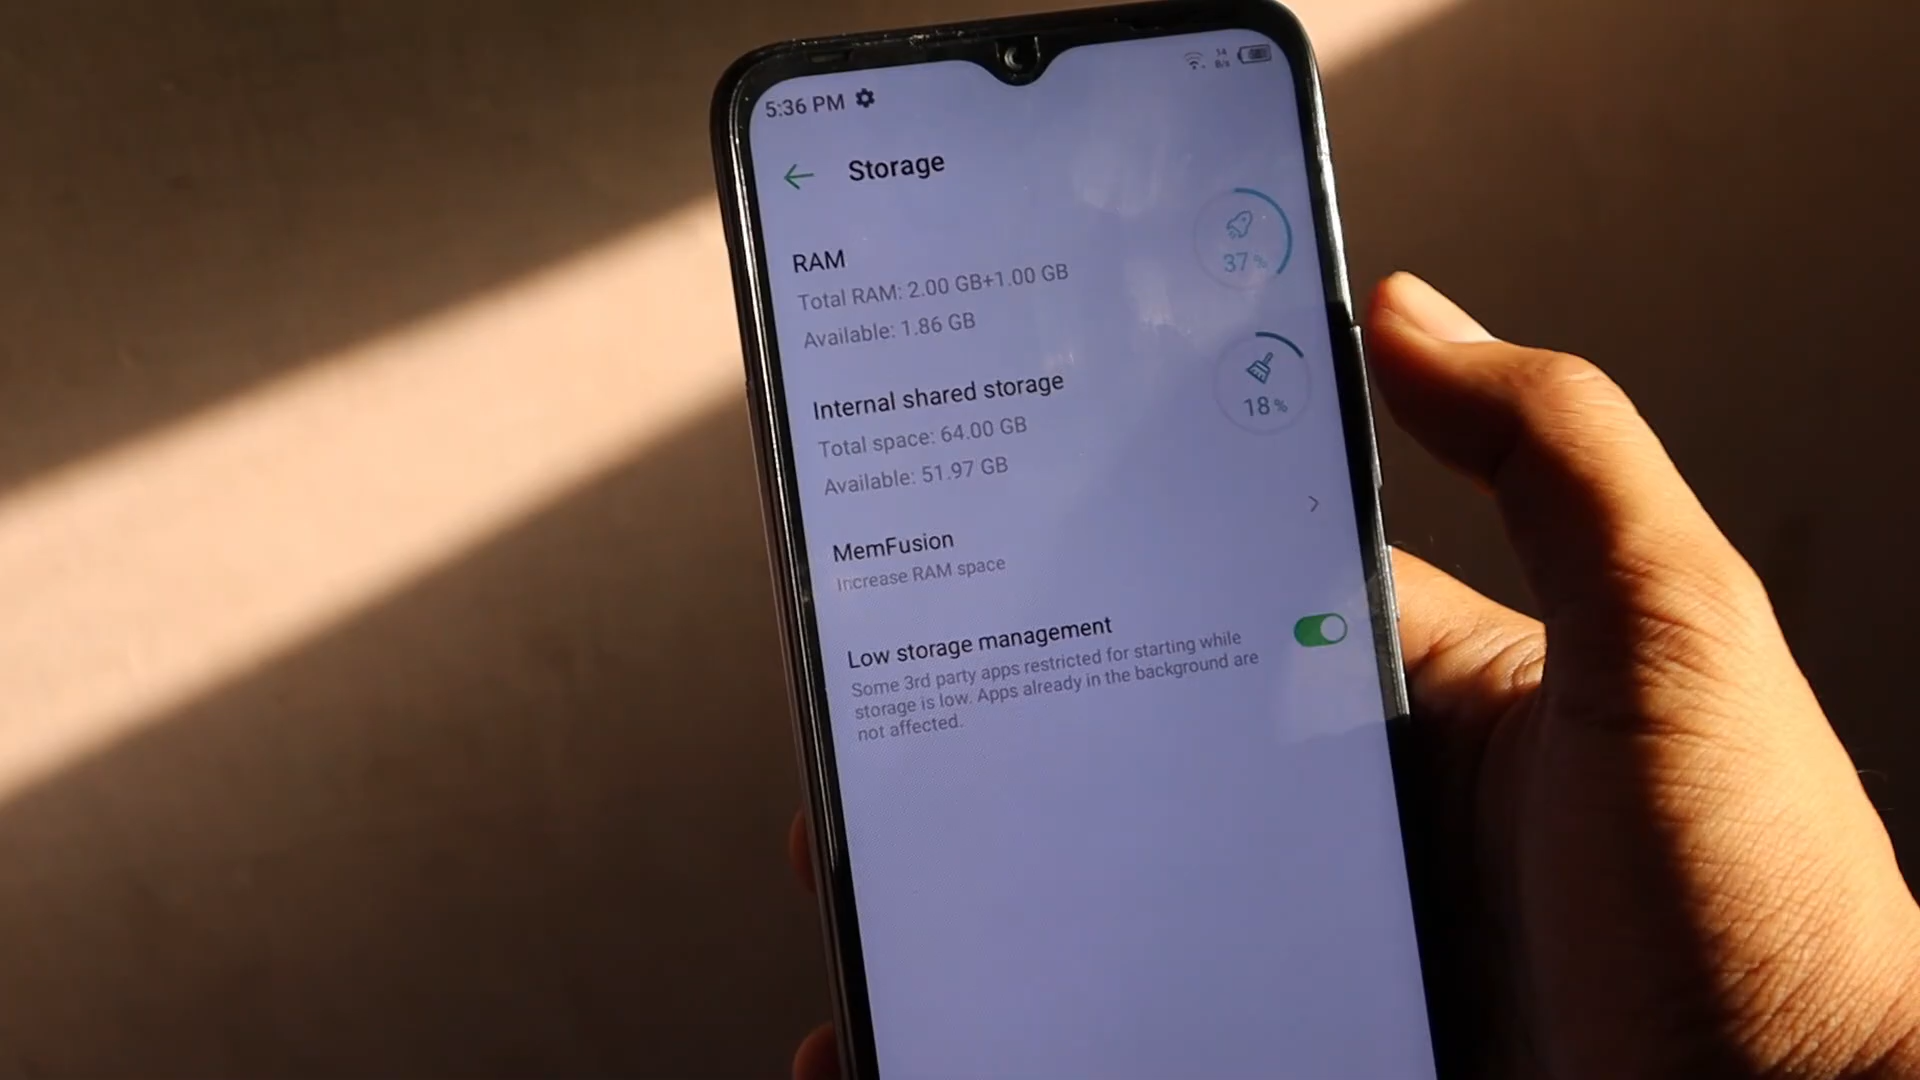 5:36 PM
14
B/s
Storage
RAM
Total RAM: 2.00 GB+1.00 GB
Available: 1.86 GB
37 %
Internal shared storage
Total space: 64.00 GB
Available: 51.97 GB
18 %
MemFusion
Increase RAM space
Low storage management
Some 3rd party apps restricted for starting while
storage is low. Apps already in the background are
not affected.